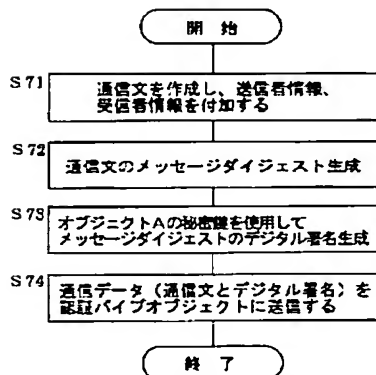 開 始
S71
通信文を作成し、送信者情報、
受信者情報を付加する
S72
通信文のメッセージダイジェスト生成
S73
オブジェクトAの秘密鍵を使用して
メッセージダイジェストのデジタル署名生成
S74
通信データ（通信文とデジタル署名）を
認証パイプオブジェクトに送信する
終 了